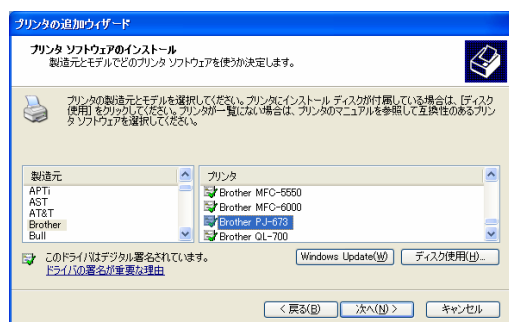 プリンタの追加ウィザード
プリンタ ソフトウェアのインストール
製造元とモデルでどのプリンタ ソフトウェアを使うか決定します。
プリンタの製造元とモデルを選択してください。プリンタにインストール ディスクが付属している場合は、[ディスク
使用] をクリックしてください。プリンタが一覧にない場合は、プリンタのマニュアルを参照して互換性のあるプリン
タ ソフトウェアを選択してください。
製造元
APTi
AST
AT&T
Brother
Bull
プリンタ
Brother MFC-5550
Brother MFC-6000
Brother PJ-673
Brother QL-700
このドライバはデジタル署名されています。
ドライバの署名が重要な理由
Windows Update(W)
ディスク使用(H)...
< 戻る(B)
次へ(N) >
キャンセル